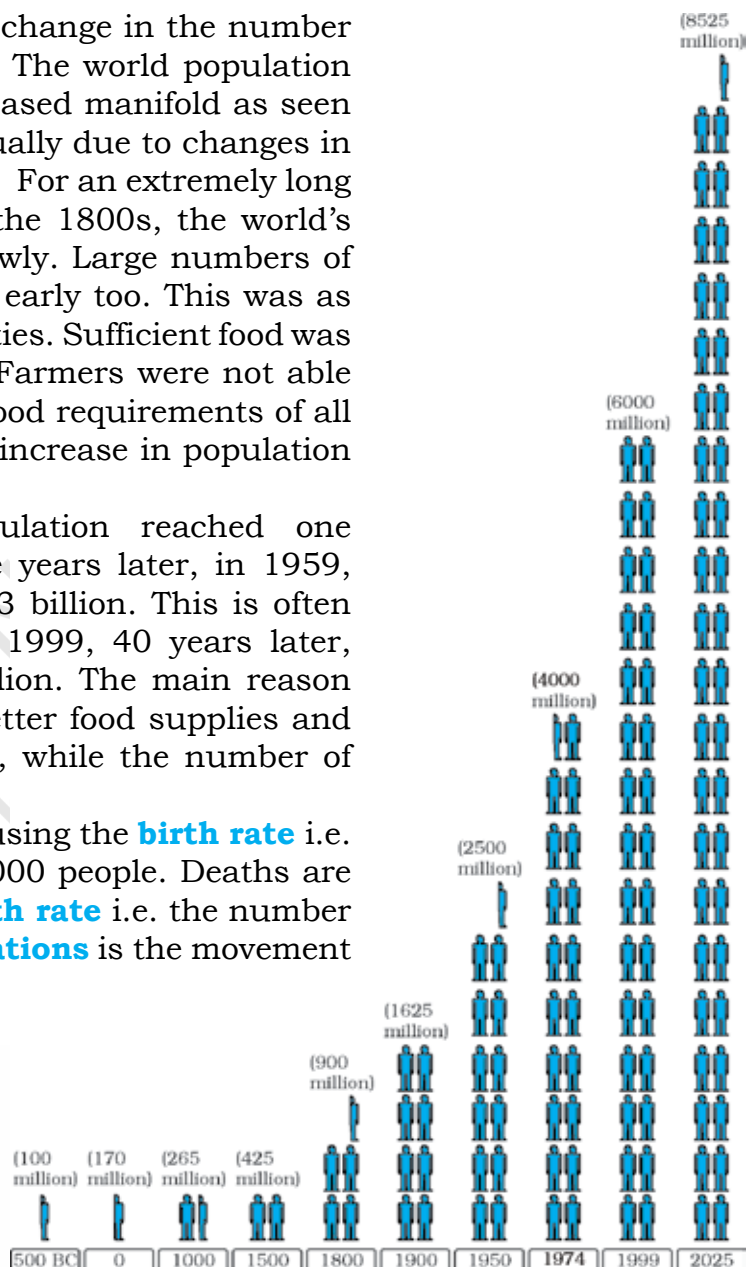 change in the number
The world population
ased manifold as seen
ually due to changes in
For an extremely long
the 1800s, the world’s
wly. Large numbers of
early too. This was as
ties. Sufficient food was
Farmers were not able
ood requirements of all
increase in population
pulation reached one
years later, in 1959,
3 billion. This is often
1999, 40 years later,
lion. The main reason
etter food supplies and
, while the number of
using the birth rate i.e.
000 people. Deaths are
th rate i.e. the number
ations is the movement
(8525
million)
(6000
million)
(4000
million)
(2500
million)
(1625
million)
(900
million)
(100 (170 (265 (425
million) million) million) million)
500 BC 0 1000 1500 1800 1900 1950 1974 1999 2025